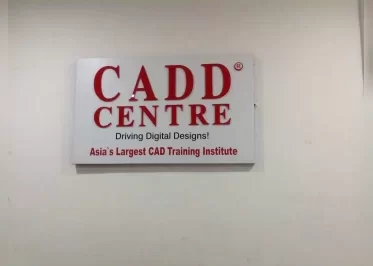 CADD®
CENTRE
Driving Digital Designs!
Asia's Largest CAD Training Institute